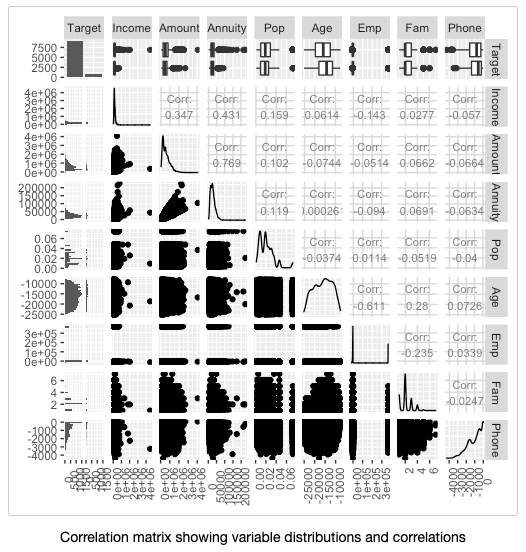 Target Income Amount Annuity Pop Age Emp Fam Phone
7500
5000
2500
0
Target
4e+06
3e+06
2e+06
1e+06
0e+00
Corr: Corr: Corr: Corr: Corr: Corr: Corr:
0.347 0.431 0.159 0.0614 -0.143 0.0277 -0.057
Income
4e+06
3e+06
2e+06
1e+06
0e+00
Corr: Corr: Corr: Corr: Corr: Corr:
0.769 0.102 -0.0744 -0.0514 0.0662 -0.0664
Amount
200000
150000
100000
50000
Corr: Corr: Corr: Corr: Corr:
0.119 0.000261 -0.094 0.0691 -0.0634
Annuity
0.06
0.04
0.02
0.00
Corr: Corr: Corr: Corr:
-0.0374 0.0114 -0.0519 -0.04
Pop
-10000
-15000
-20000
-25000
Corr: Corr: Corr:
-0.611 0.28 0.0726
Age
3e+05
2e+05
1e+05
0e+00
Corr: Corr:
-0.235 0.0339
Emp
6
4
2
Corr:
-0.0247
Fam
0
-1000
-2000
-3000
-4000
Phone
0e+00 1e+06 2e+06 3e+06 4e+06 0e+00 1e+06 2e+06 3e+06 4e+06 50000 100000 150000 200000 0.00 0.02 0.04 0.06 -25000 -20000 -15000 -10000 0e+00 1e+05 2e+05 3e+05 2 4 6 -4000 -3000 -2000 -1000 0
Correlation matrix showing variable distributions and correlations